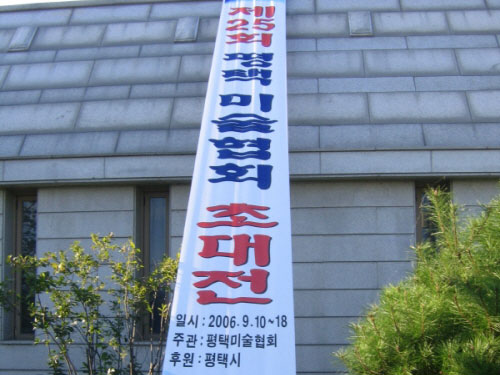 제25회 평택 미술협회 초대전
일시 : 2006. 9. 10~18
주관 : 평택미술협회
후원 : 평택시